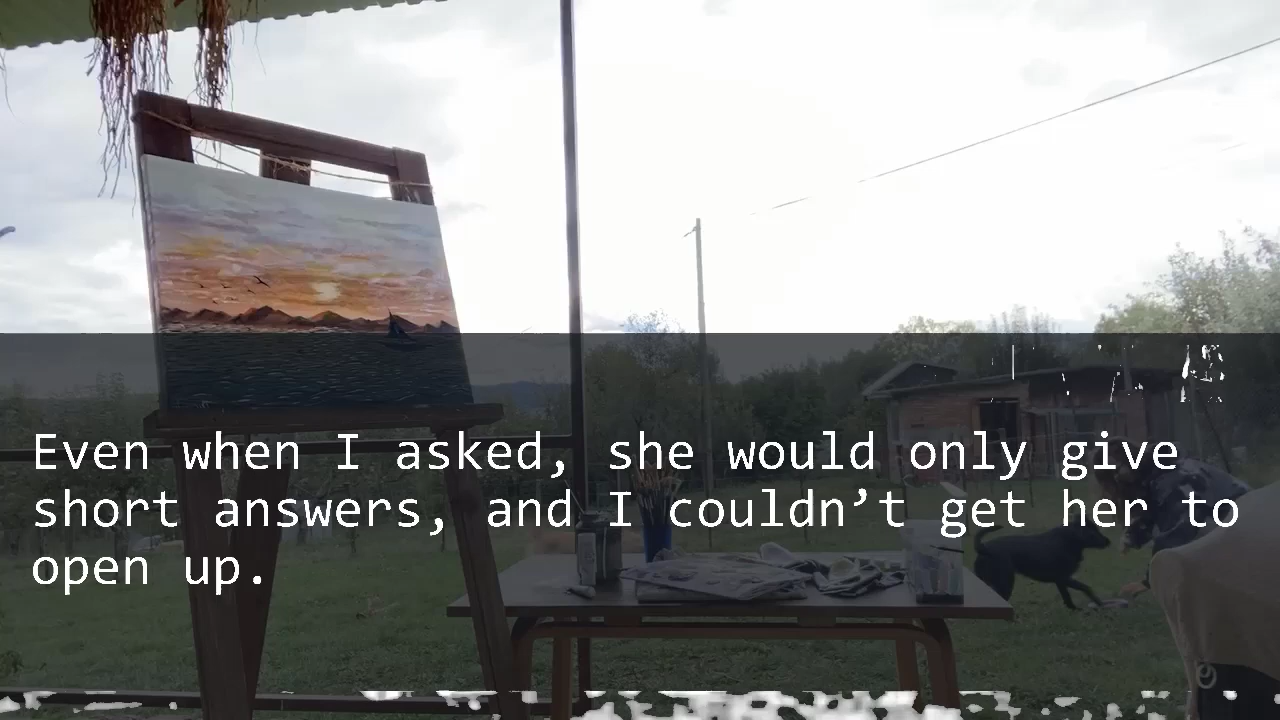 Even when I asked, she would only give
short answers, and I couldn’t get her to
open up.